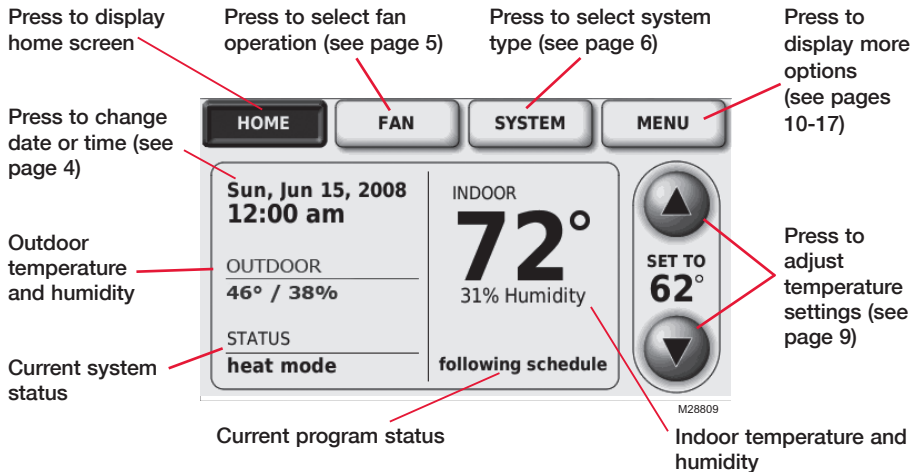 Press to display
home screen
Press to select fan
operation (see page 5)
Press to select system
type (see page 6)
Press to
display more
options
(see pages
10-17)
Press to change
date or time (see
page 4)
Outdoor
temperature
and humidity
Current system
status
HOME
FAN
SYSTEM
MENU
Sun, Jun 15, 2008
12:00 am
OUTDOOR
46° / 38%
STATUS
heat mode
INDOOR
72°
31% Humidity
following schedule
SET TO
62°
Press to
adjust
temperature
settings (see
page 9)
M28809
Current program status
Indoor temperature and
humidity